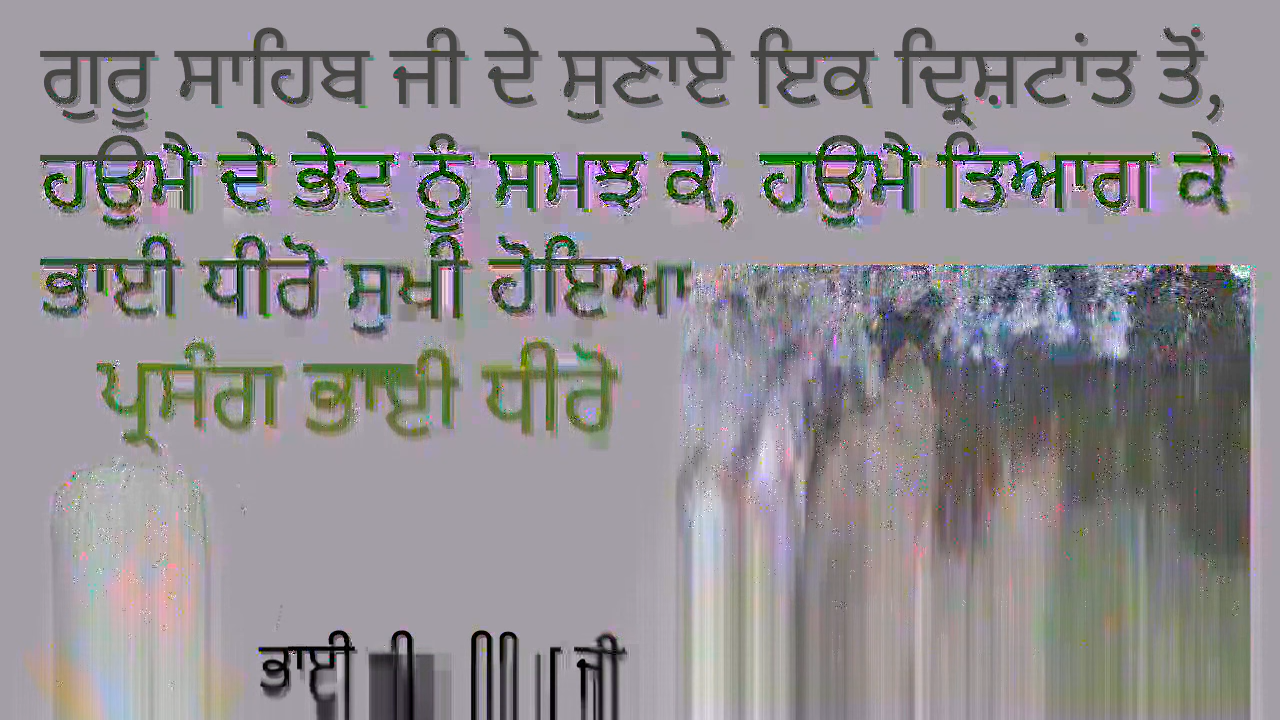 ਗੁਰੂ ਸਾਹਿਬ ਜੀ ਦੇ ਸੁਣਾਏ ਇਕ ਦ੍ਰਿਸ਼ਟਾਂਤ ਤੋਂ,
ਹਉਮੈ ਦੇ ਭੇਦ ਨੂੰ ਸਮਝ ਕੇ, ਹਉਮੈ ਤਿਆਗ ਕੇ
ਭਾਈ ਧੀਰੋ ਸੁਖੀ ਹੋਇਆ
ਪ੍ਰਸੰਗ ਭਾਈ ਧੀਰੋ
ਭਾਈ ਜੀ